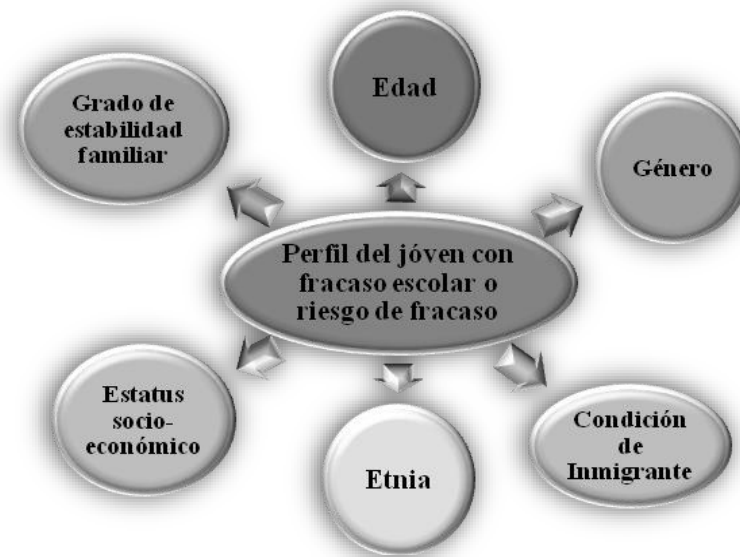 Edad
Grado de
estabilidad
familiar
Género
Perfil del jóven con
fracaso escolar o
riesgo de fracaso
Estatus
socio-
económico
Etnia
Condición
de
Inmigrante